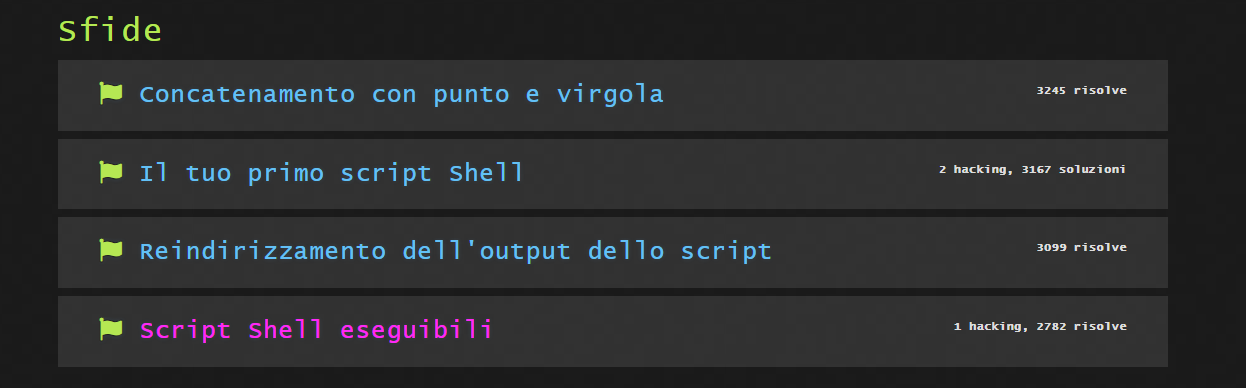 Sfide
Concatenamento con punto e virgola 3245 risolve
Il tuo primo script Shell 2 hacking, 3167 soluzioni
Reindirizzamento dell'output dello script 3099 risolve
Script Shell eseguibili 1 hacking, 2782 risolve